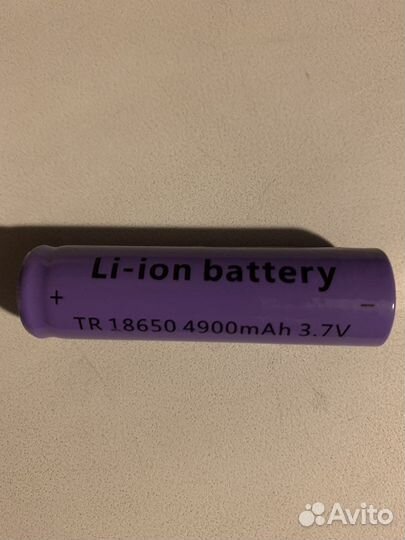 Li-ion battery
+ −
TR 18650 4900mAh 3.7V
Avito